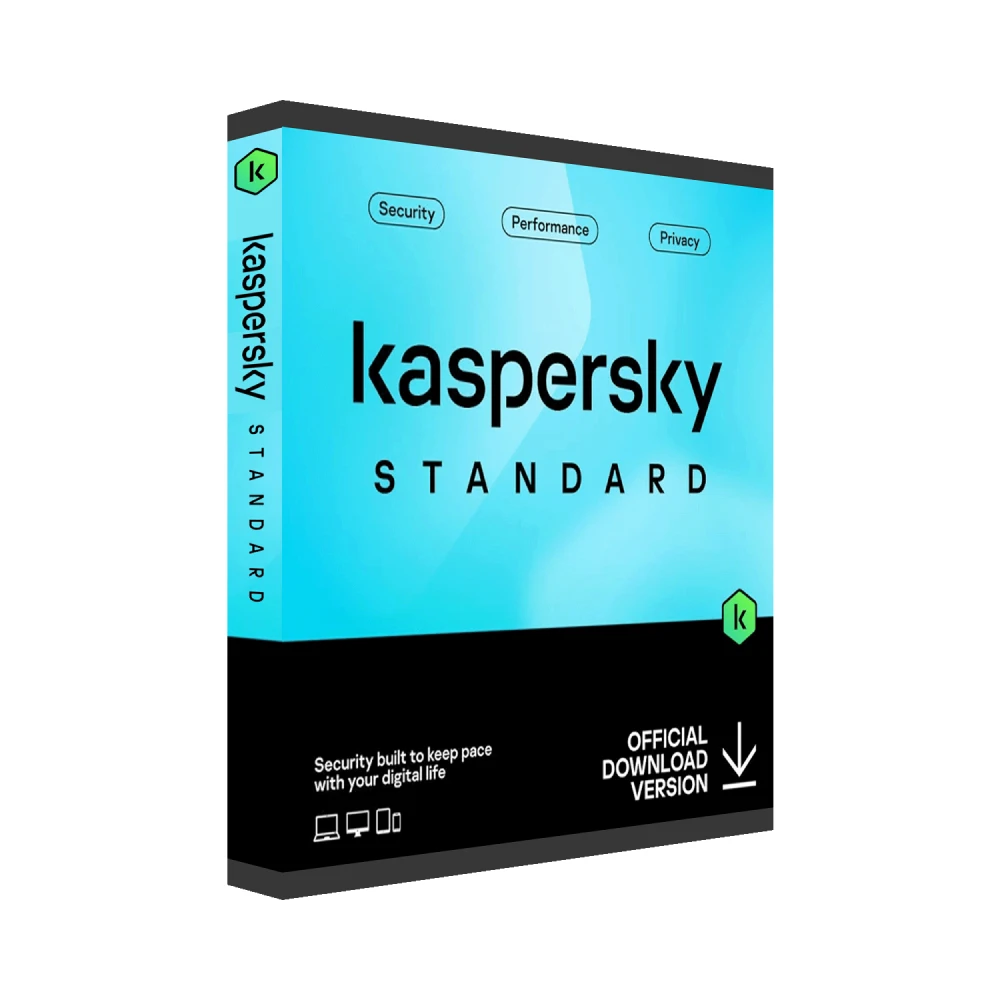 k
kaspersky
STANDARD
Security
Performance
Privacy
kaspersky
STANDARD
k
Security built to keep pace
with your digital life
OFFICIAL
DOWNLOAD
VERSION